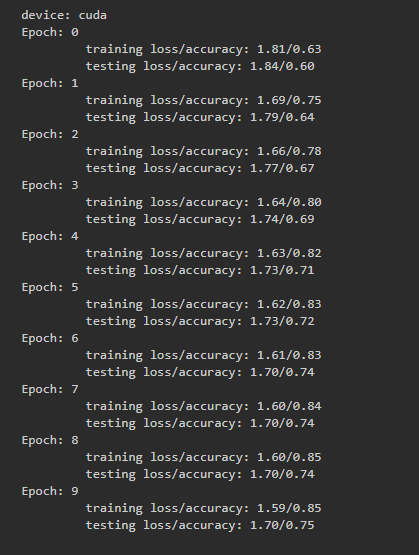 device: cuda
Epoch: 0
training loss/accuracy: 1.81/0.63
testing loss/accuracy: 1.84/0.60
Epoch: 1
training loss/accuracy: 1.69/0.75
testing loss/accuracy: 1.79/0.64
Epoch: 2
training loss/accuracy: 1.66/0.78
testing loss/accuracy: 1.77/0.67
Epoch: 3
training loss/accuracy: 1.64/0.80
testing loss/accuracy: 1.74/0.69
Epoch: 4
training loss/accuracy: 1.63/0.82
testing loss/accuracy: 1.73/0.71
Epoch: 5
training loss/accuracy: 1.62/0.83
testing loss/accuracy: 1.73/0.72
Epoch: 6
training loss/accuracy: 1.61/0.83
testing loss/accuracy: 1.70/0.74
Epoch: 7
training loss/accuracy: 1.60/0.84
testing loss/accuracy: 1.70/0.74
Epoch: 8
training loss/accuracy: 1.60/0.85
testing loss/accuracy: 1.70/0.74
Epoch: 9
training loss/accuracy: 1.59/0.85
testing loss/accuracy: 1.70/0.75